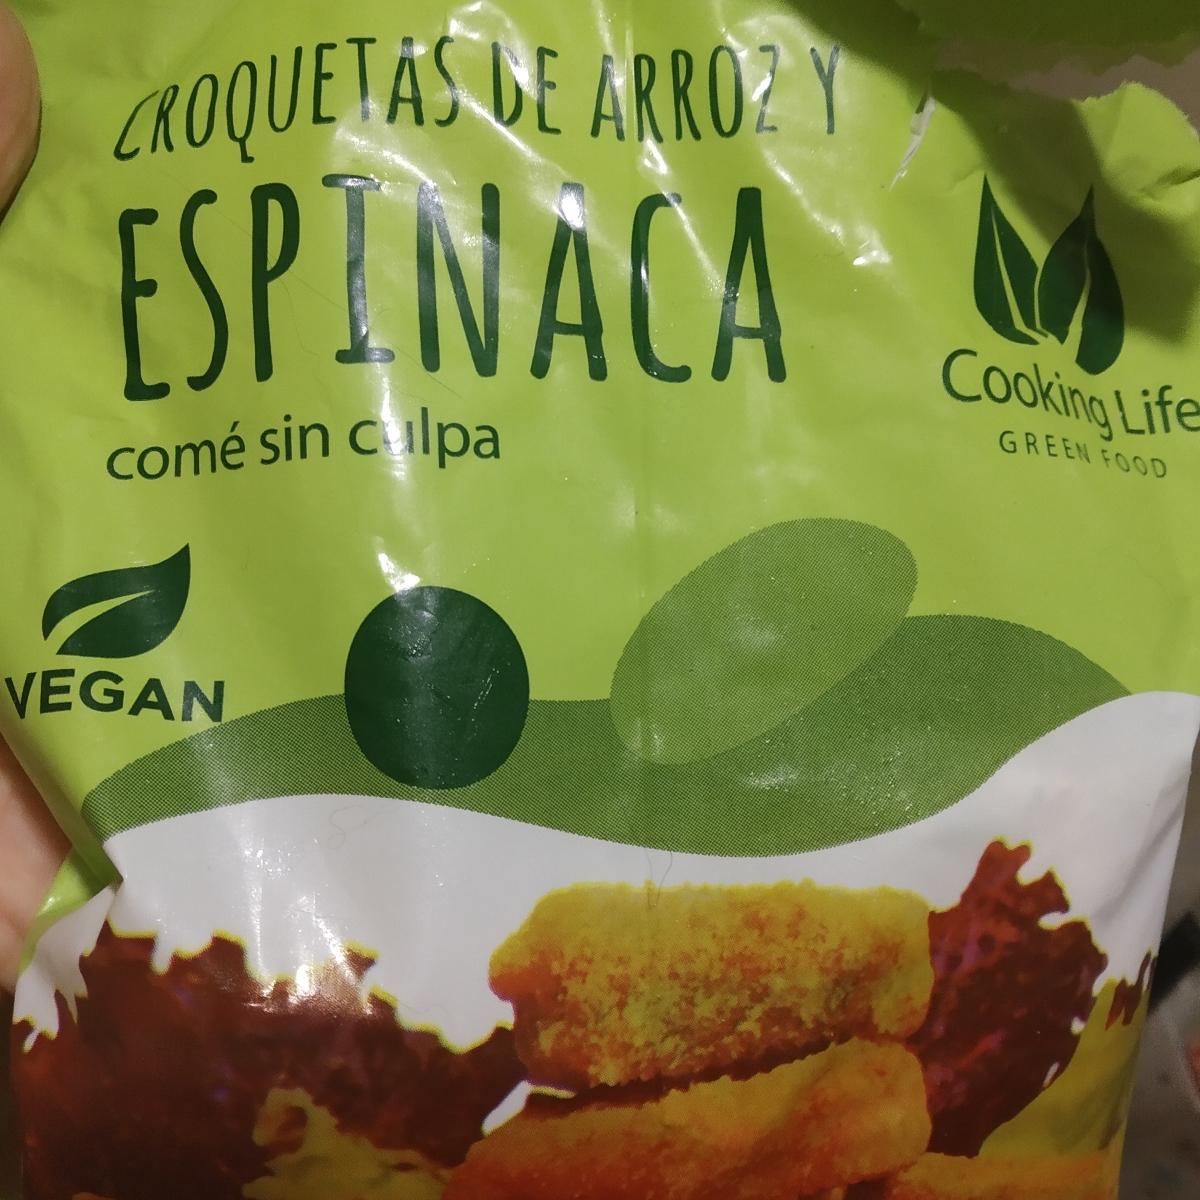 CROQUETAS DE ARROZ Y
ESPINACA
comé sin culpa
Cooking Life
GREEN FOOD
VEGAN